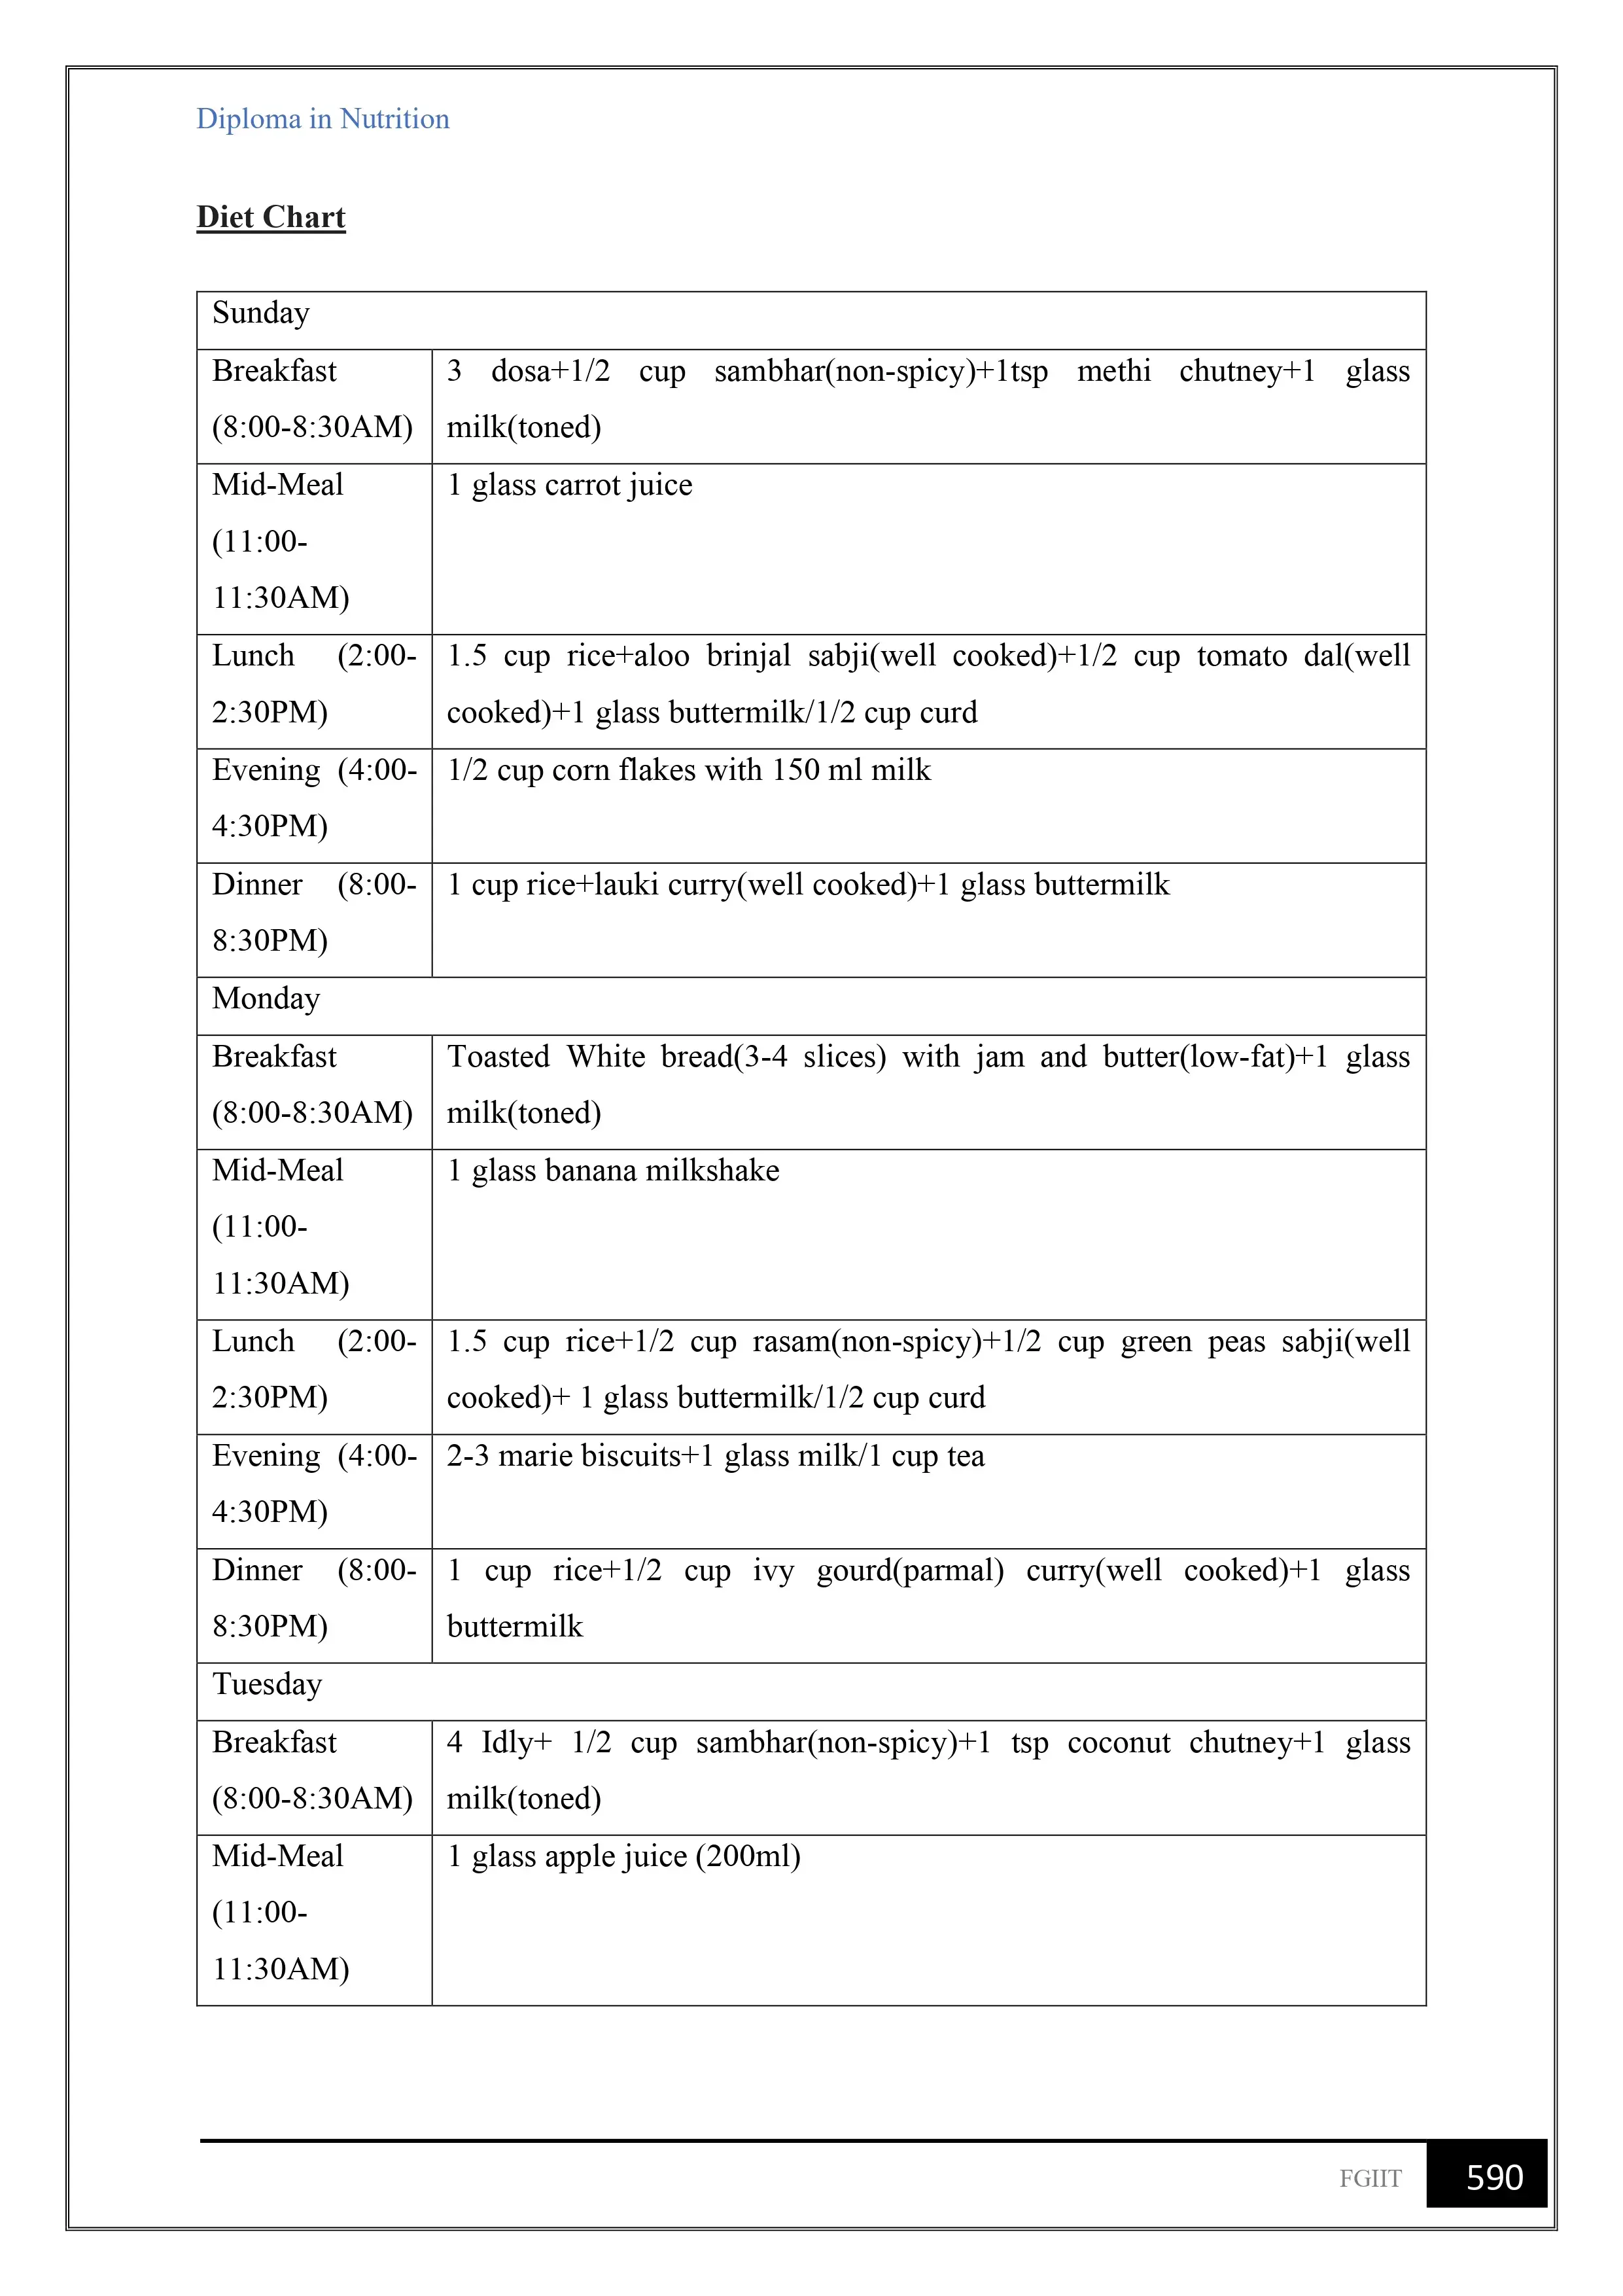 Diploma in Nutrition
Diet Chart
Sunday
Breakfast
(8:00-8:30AM)
3 dosa+1/2 cup sambhar(non-spicy)+1tsp methi chutney+1 glass
milk(toned)
Mid-Meal
(11:00-
11:30AM)
1 glass carrot juice
Lunch (2:00-
2:30PM)
1.5 cup rice+aloo brinjal sabji(well cooked)+1/2 cup tomato dal(well
cooked)+1 glass buttermilk/1/2 cup curd
Evening (4:00-
4:30PM)
1/2 cup corn flakes with 150 ml milk
Dinner (8:00-
8:30PM)
1 cup rice+lauki curry(well cooked)+1 glass buttermilk
Monday
Breakfast
(8:00-8:30AM)
Toasted White bread(3-4 slices) with jam and butter(low-fat)+1 glass
milk(toned)
Mid-Meal
(11:00-
11:30AM)
1 glass banana milkshake
Lunch (2:00-
2:30PM)
1.5 cup rice+1/2 cup rasam(non-spicy)+1/2 cup green peas sabji(well
cooked)+ 1 glass buttermilk/1/2 cup curd
Evening (4:00-
4:30PM)
2-3 marie biscuits+1 glass milk/1 cup tea
Dinner (8:00-
8:30PM)
1 cup rice+1/2 cup ivy gourd(parmal) curry(well cooked)+1 glass
buttermilk
Tuesday
Breakfast
(8:00-8:30AM)
4 Idly+ 1/2 cup sambhar(non-spicy)+1 tsp coconut chutney+1 glass
milk(toned)
Mid-Meal
(11:00-
11:30AM)
1 glass apple juice (200ml)
FGIIT 590